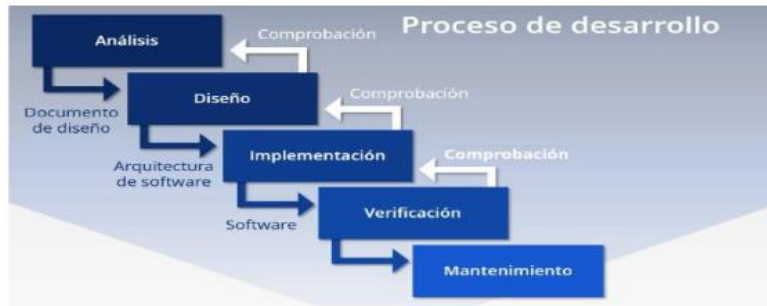 Proceso de desarrollo
Análisis
Comprobación
Documento
de diseño
Diseño
Comprobación
Arquitectura
de software
Implementación
Comprobación
Software
Verificación
Mantenimiento